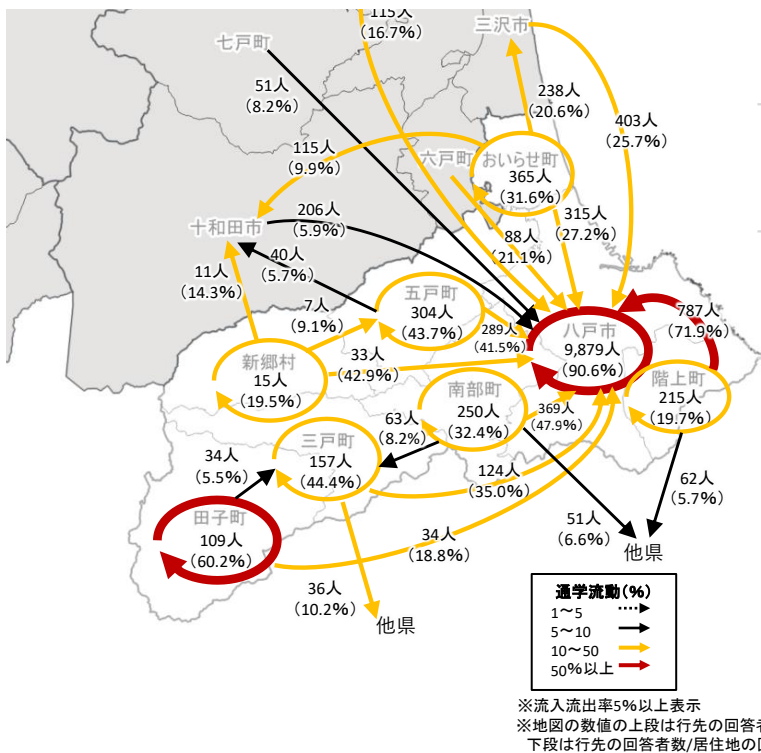 115人
（16.7%）
三沢市
七戸町
51人
（8.2%）
238人
（20.6%）
403人
（25.7%）
115人
（9.9%）
六戸町
おいらせ町
365人
（31.6%）
十和田市
206人
（5.9%）
88人
（21.1%）
315人
（27.2%）
40人
（5.7%）
11人
（14.3%）
7人
（9.1%）
五戸町
304人
（43.7%）
289人
（41.5%）
八戸市
9,879人
（90.6%）
787人
（71.9%）
新郷村
15人
（19.5%）
33人
（42.9%）
南部町
250人
（32.4%）
369人
（47.9%）
階上町
215人
（19.7%）
63人
（8.2%）
三戸町
157人
（44.4%）
34人
（5.5%）
124人
（35.0%）
62人
（5.7%）
田子町
109人
（60.2%）
34人
（18.8%）
51人
（6.6%）
他県
36人
（10.2%）
他県
通学流動(%)
1～5
5～10
10～50
50%以上
※流入流出率5%以上表示
※地図の数値の上段は行先の回答者
下段は行先の回答者数/居住地の回